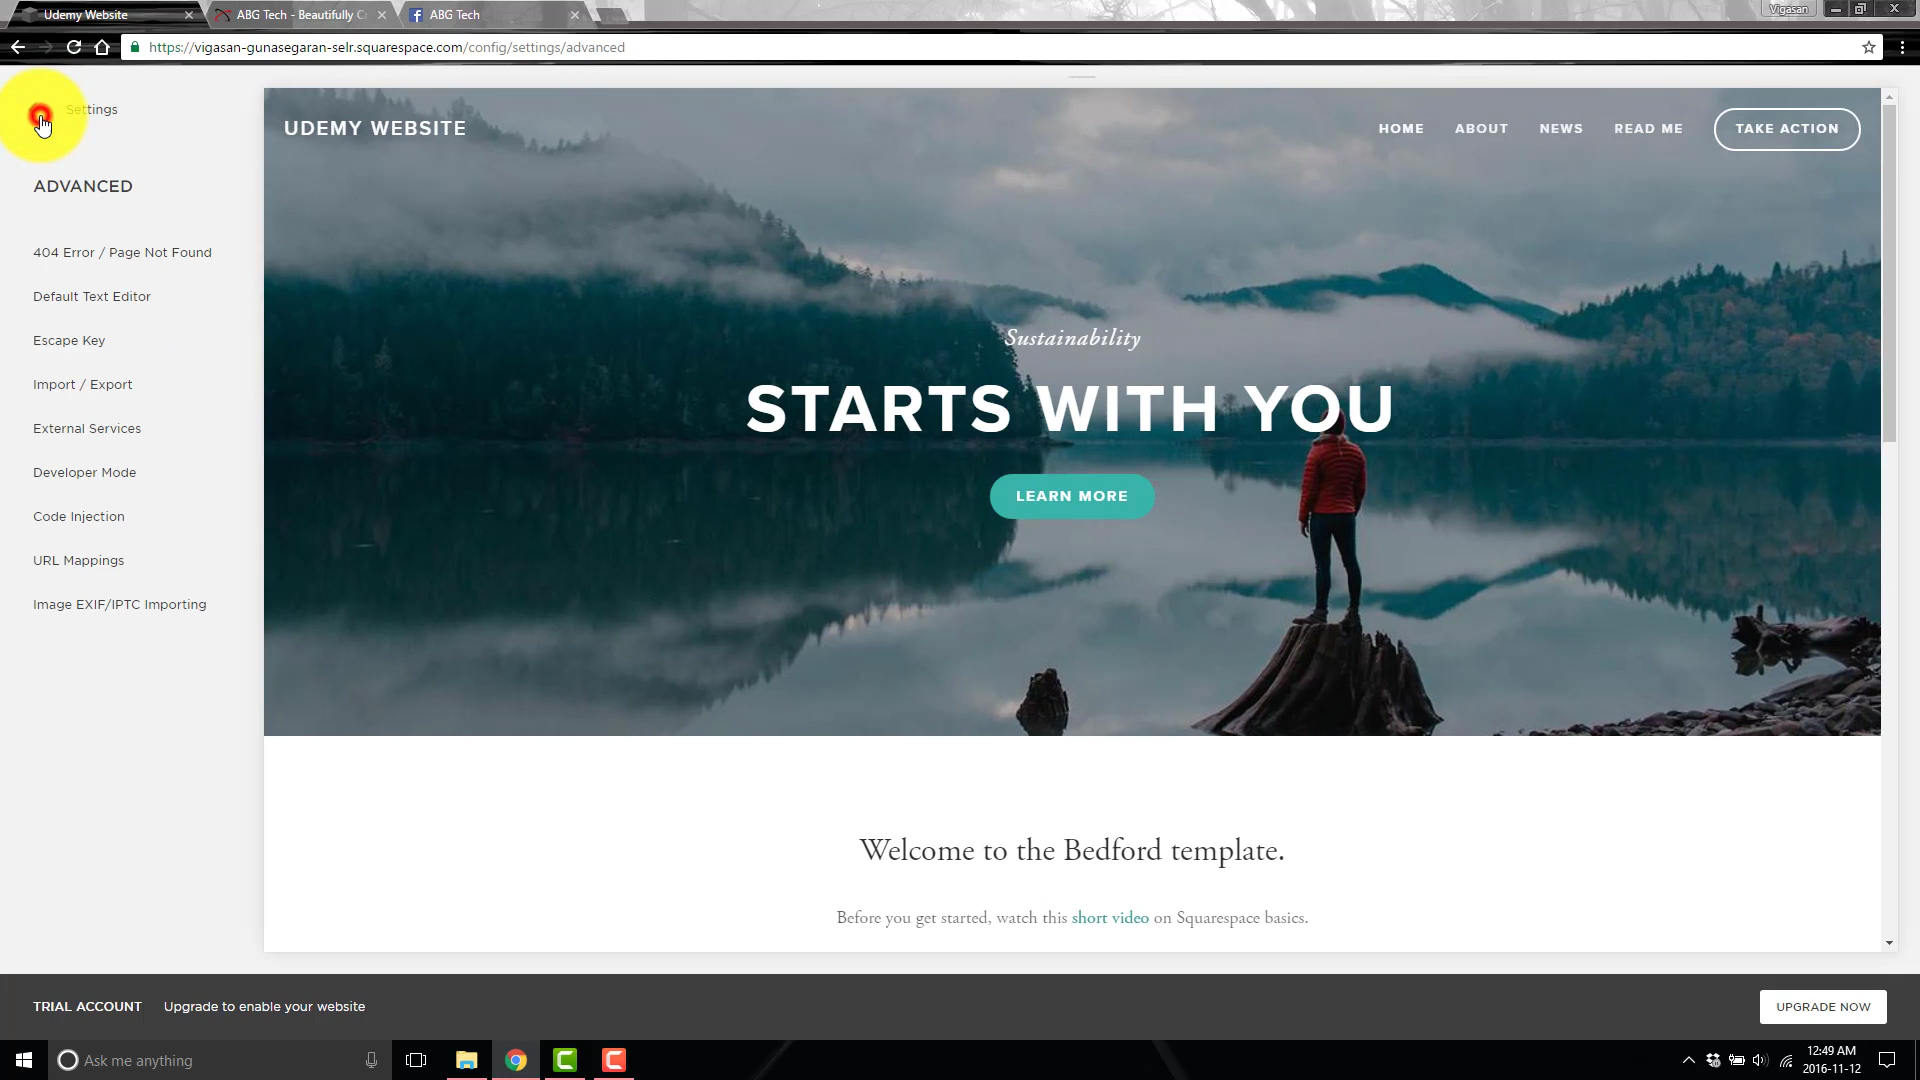 Udemy Website
ABG Tech - Beautifully C
ABG Tech
Vigasan
https://vigasan-gunasegaran-selr.squarespace.com/config/settings/advanced
Settings
ADVANCED
404 Error / Page Not Found
Default Text Editor
Escape Key
Import / Export
External Services
Developer Mode
Code Injection
URL Mappings
Image EXIF/IPTC Importing
UDEMY WEBSITE
HOME ABOUT NEWS READ ME TAKE ACTION
Sustainability
STARTS WITH YOU
LEARN MORE
Welcome to the Bedford template.
Before you get started, watch this short video on Squarespace basics.
TRIAL ACCOUNT Upgrade to enable your website
UPGRADE NOW
Ask me anything
12:49 AM
2016-11-12